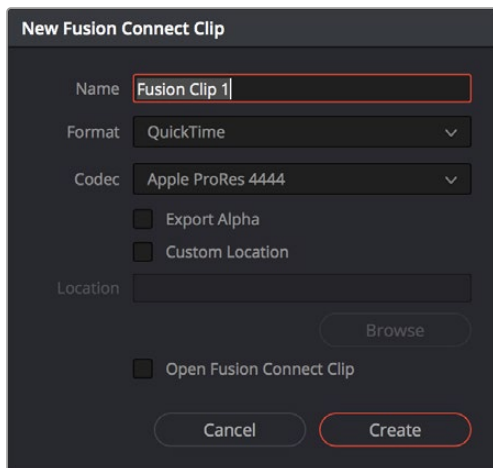 New Fusion Connect Clip
Name Fusion Clip 1
Format QuickTime
Codec Apple ProRes 4444
Export Alpha
Custom Location
Location
Browse
Open Fusion Connect Clip
Cancel Create